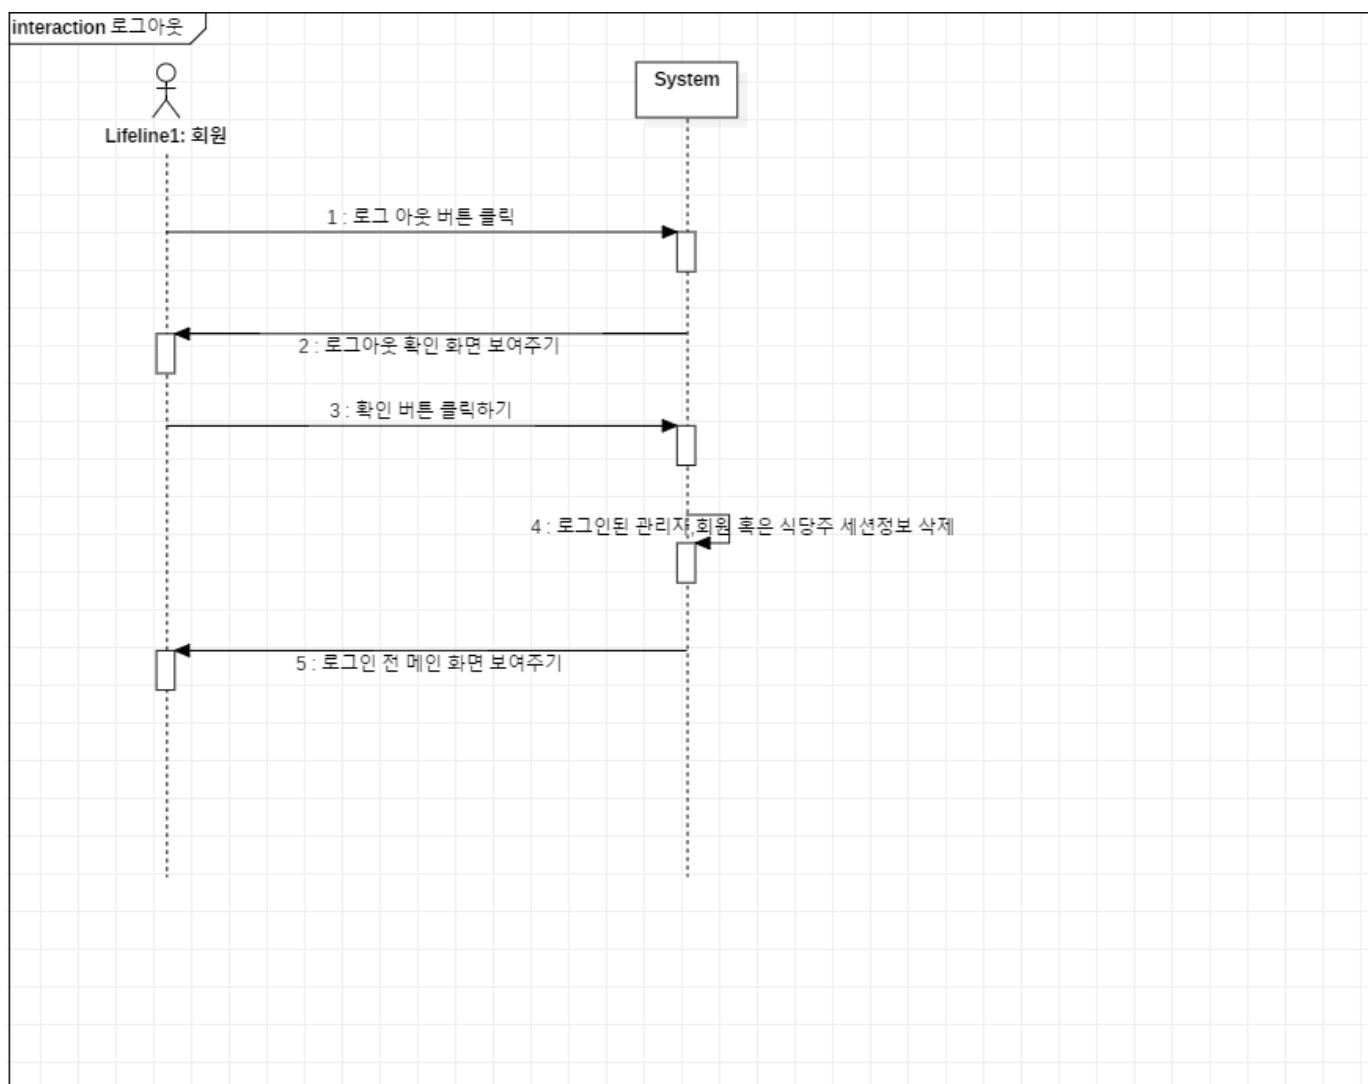 interaction 로그아웃
System
Lifeline1: 회원
1 : 로그 아웃 버튼 클릭
2 : 로그아웃 확인 화면 보여주기
3 : 확인 버튼 클릭하기
4 : 로그인된 관리자,회원 혹은 식당주 세션정보 삭제
5 : 로그인 전 메인 화면 보여주기